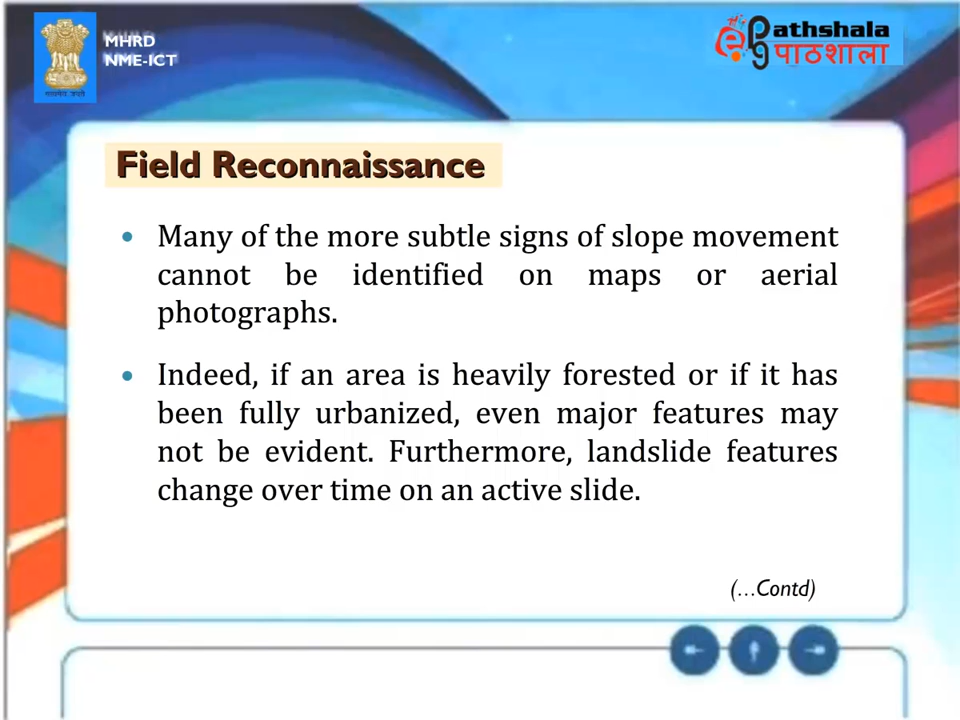 MHRD
NME-ICT
epg athshala
पाठशाला
Field Reconnaissance
• Many of the more subtle signs of slope movement
cannot be identified on maps or aerial
photographs.
• Indeed, if an area is heavily forested or if it has
been fully urbanized, even major features may
not be evident. Furthermore, landslide features
change over time on an active slide.
(...Contd)